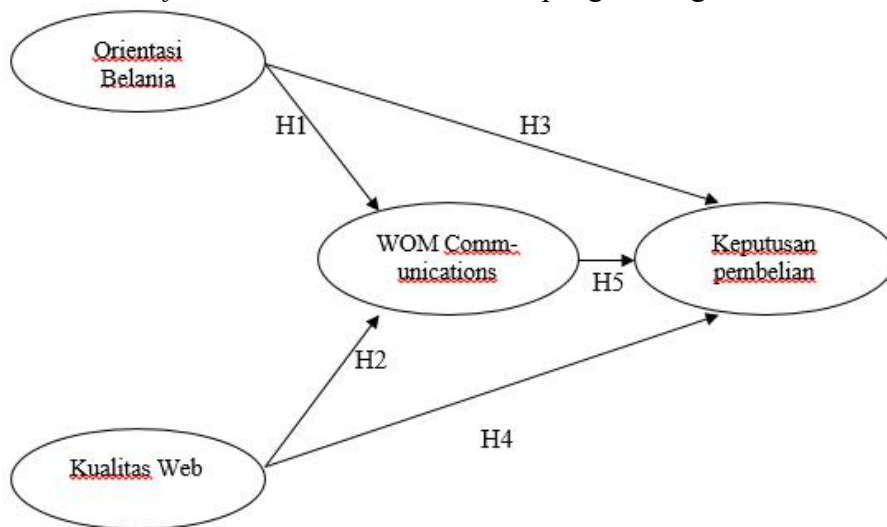 Orientasi
Belania
H1
H3
WOM Comm-
unications
Keputusan
pembelian
H5
H2
H4
Kualitas Web